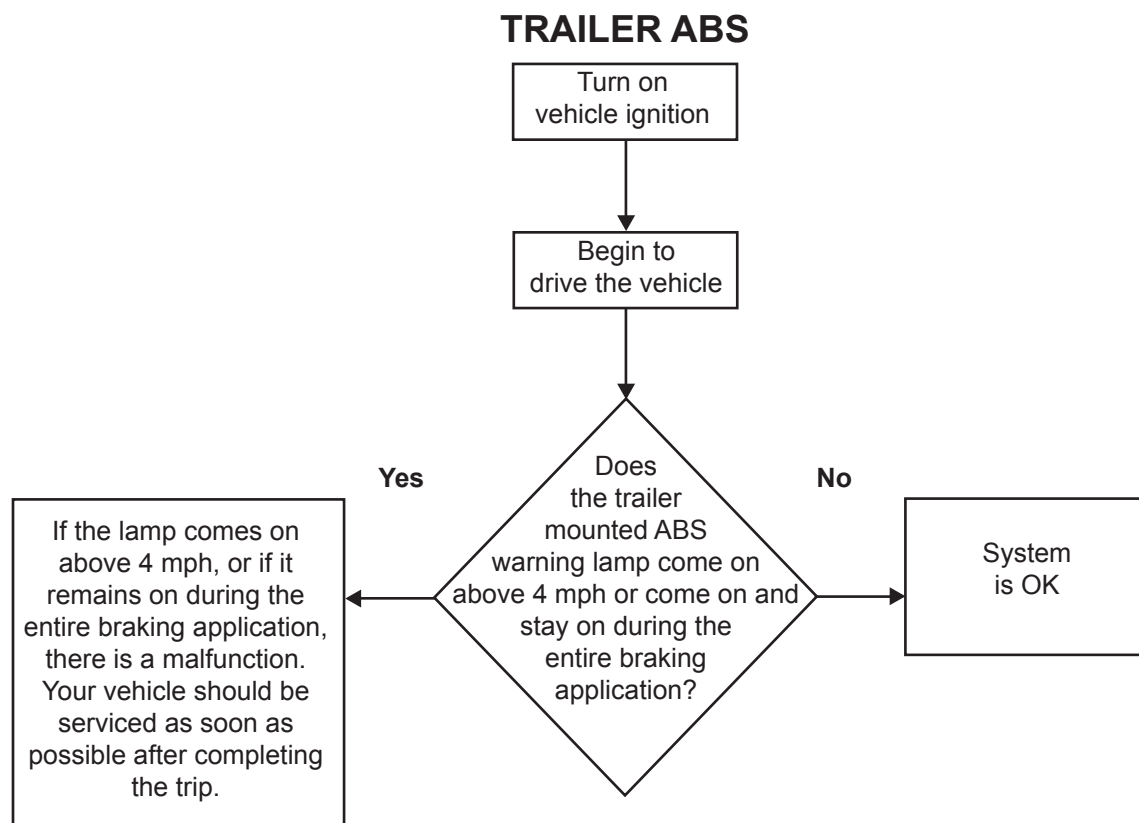 TRAILER ABS
Turn on
vehicle ignition
Begin to
drive the vehicle
Does
the trailer
mounted ABS
warning lamp come on
above 4 mph or come on and
stay on during the
entire braking
application?
Yes
If the lamp comes on
above 4 mph, or if it
remains on during the
entire braking application,
there is a malfunction.
Your vehicle should be
serviced as soon as
possible after completing
the trip.
No
System
is OK